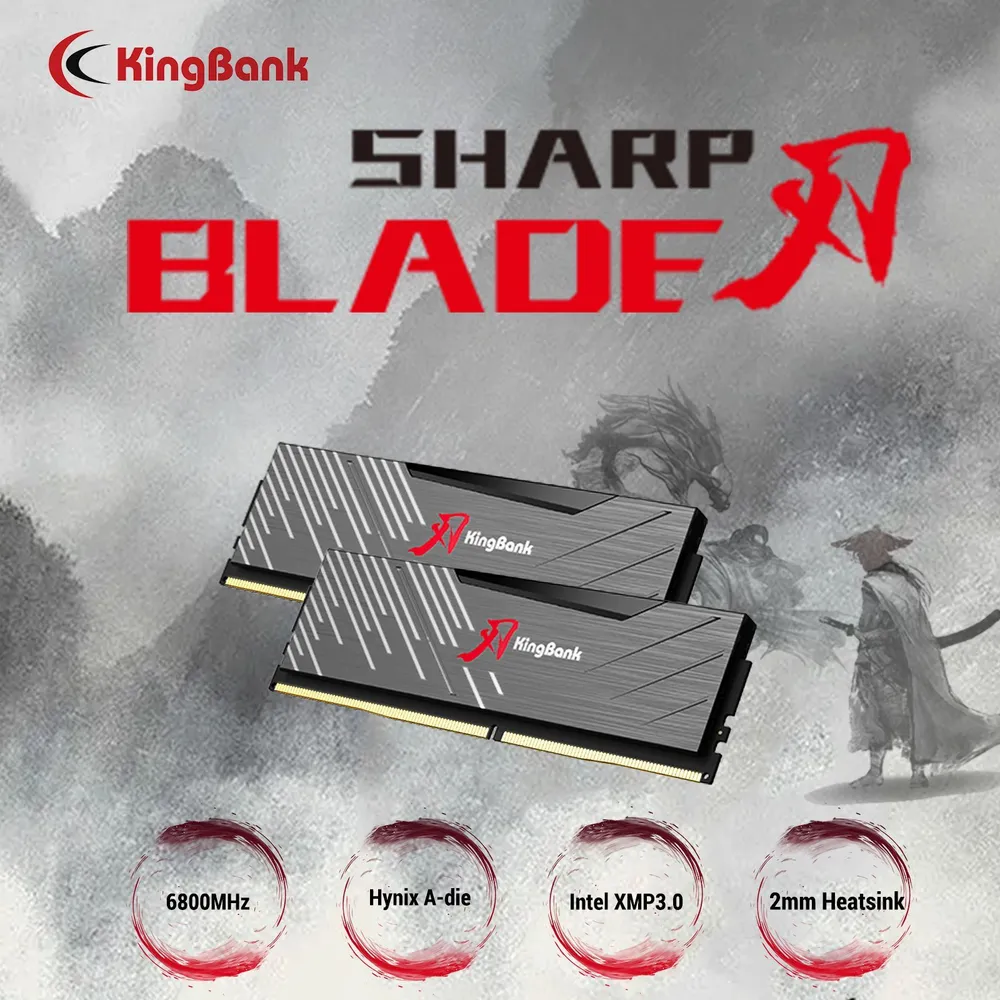 KingBank
SHARP
BLADE刃
刃KingBank
刃KingBank
6800MHz
Hynix A-die
Intel XMP3.0
2mm Heatsink